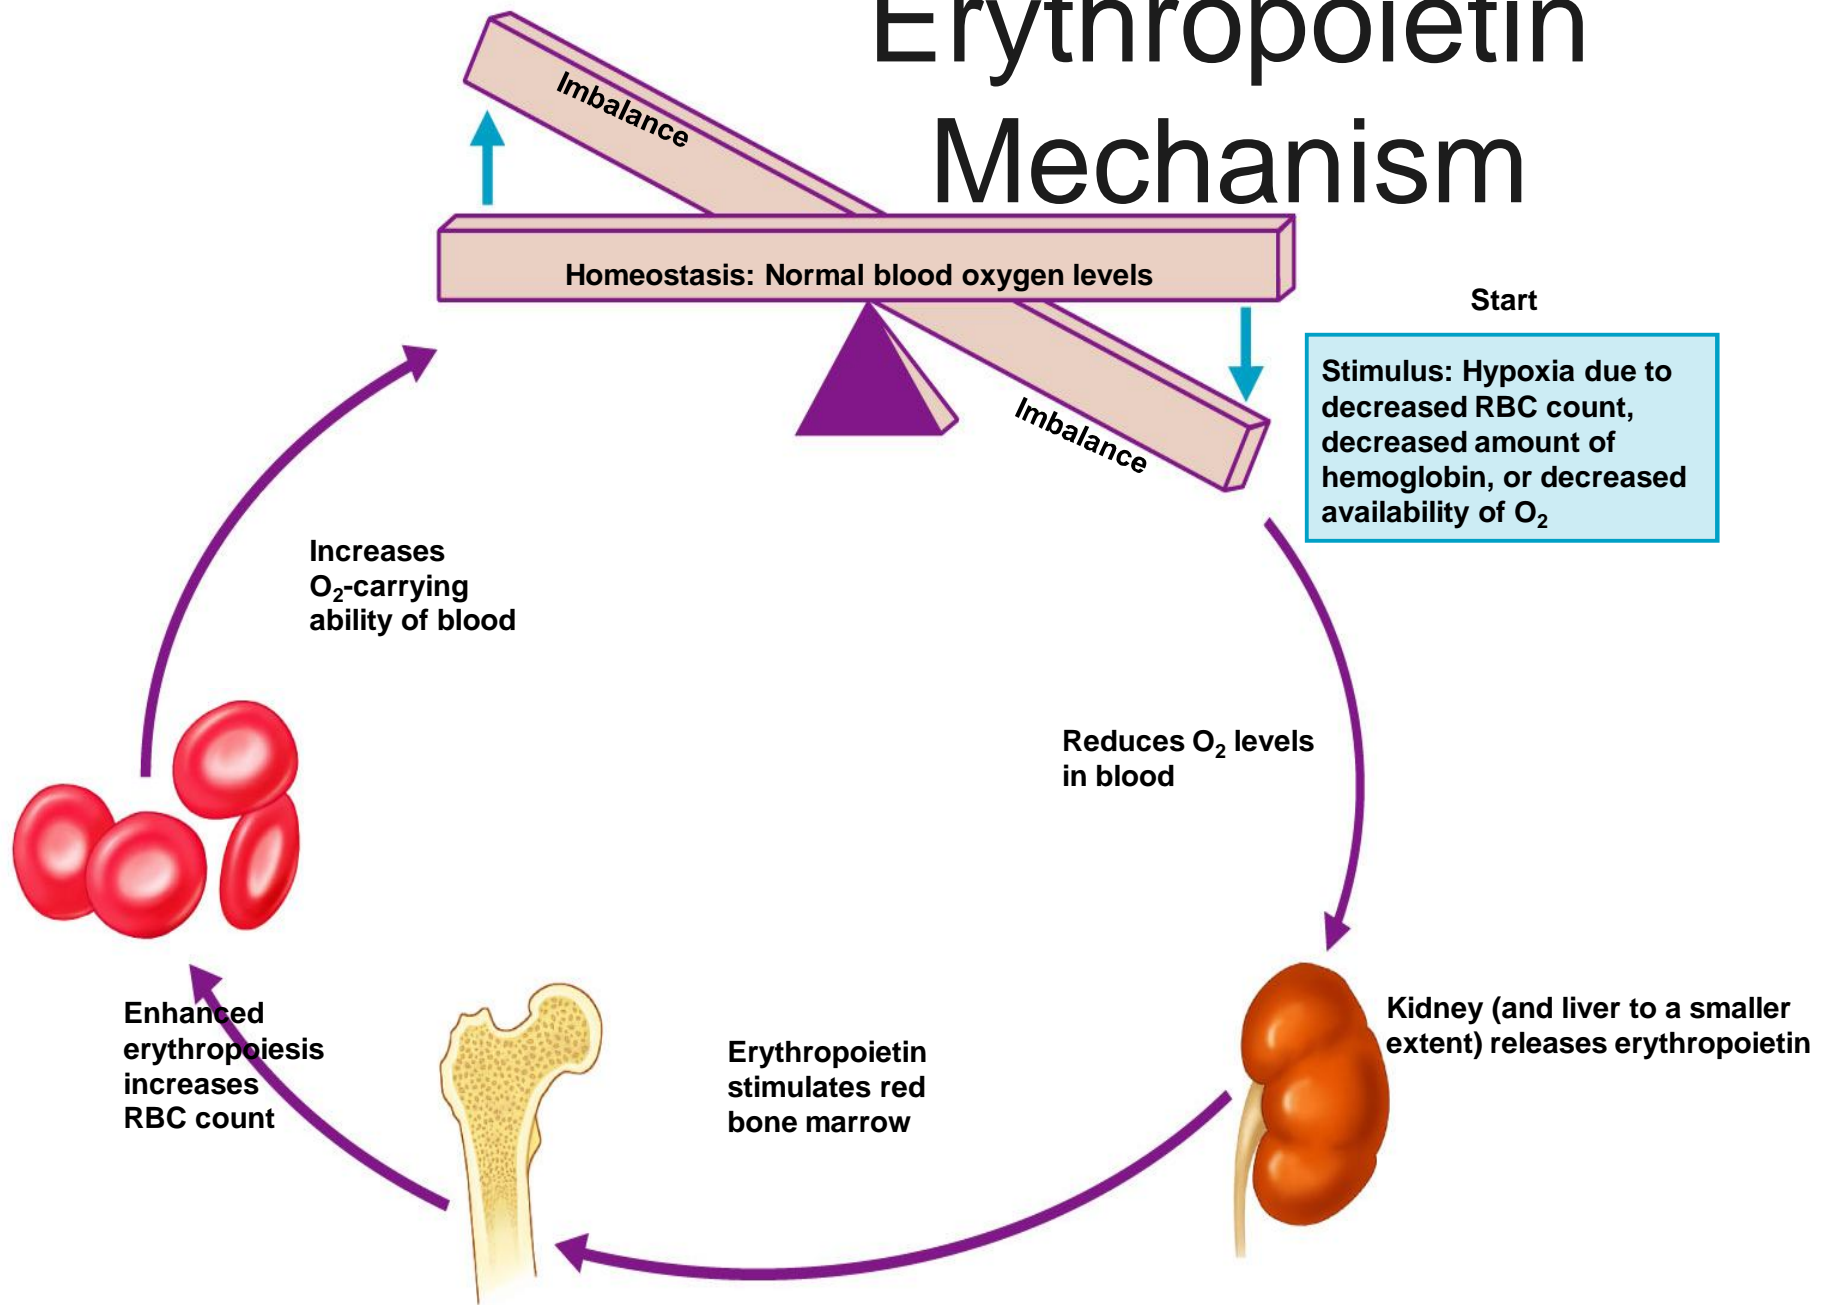 Erythropoietin
Mechanism
Imbalance
Homeostasis: Normal blood oxygen levels
Start
Stimulus: Hypoxia due to
decreased RBC count,
decreased amount of
hemoglobin, or decreased
availability of O₂
Imbalance
Increases
O₂-carrying
ability of blood
Reduces O₂ levels
in blood
Kidney (and liver to a smaller
extent) releases erythropoietin
Enhanced
erythropoiesis
increases
RBC count
Erythropoietin
stimulates red
bone marrow